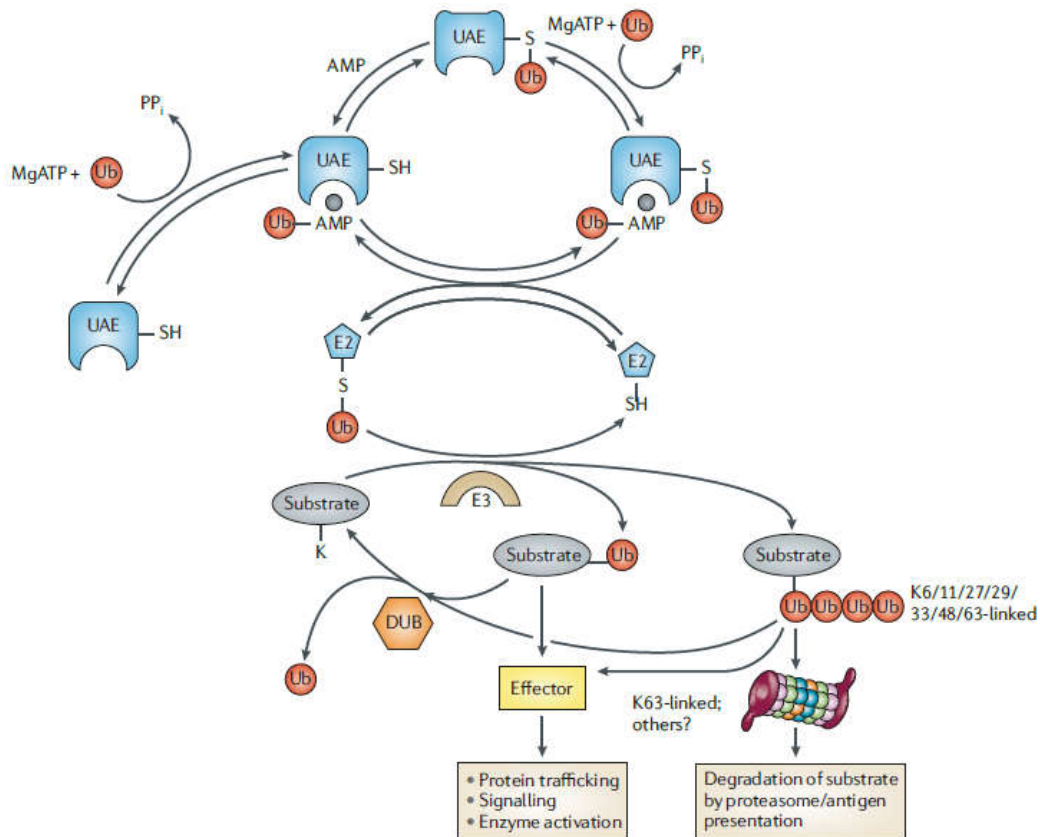 MgATP + Ub
UAE
S
Ub
PPi
AMP
PPi
MgATP + Ub
UAE
SH
Ub
AMP
UAE
S
Ub
Ub
AMP
UAE
SH
E2
S
Ub
E2
SH
E3
Substrate
K
Substrate
Ub
Substrate
Ub Ub Ub Ub
K6/11/27/29/
33/48/63-linked
DUB
Ub
Effector
K63-linked;
others?
• Protein trafficking
• Signalling
• Enzyme activation
Degradation of substrate
by proteasome/antigen
presentation